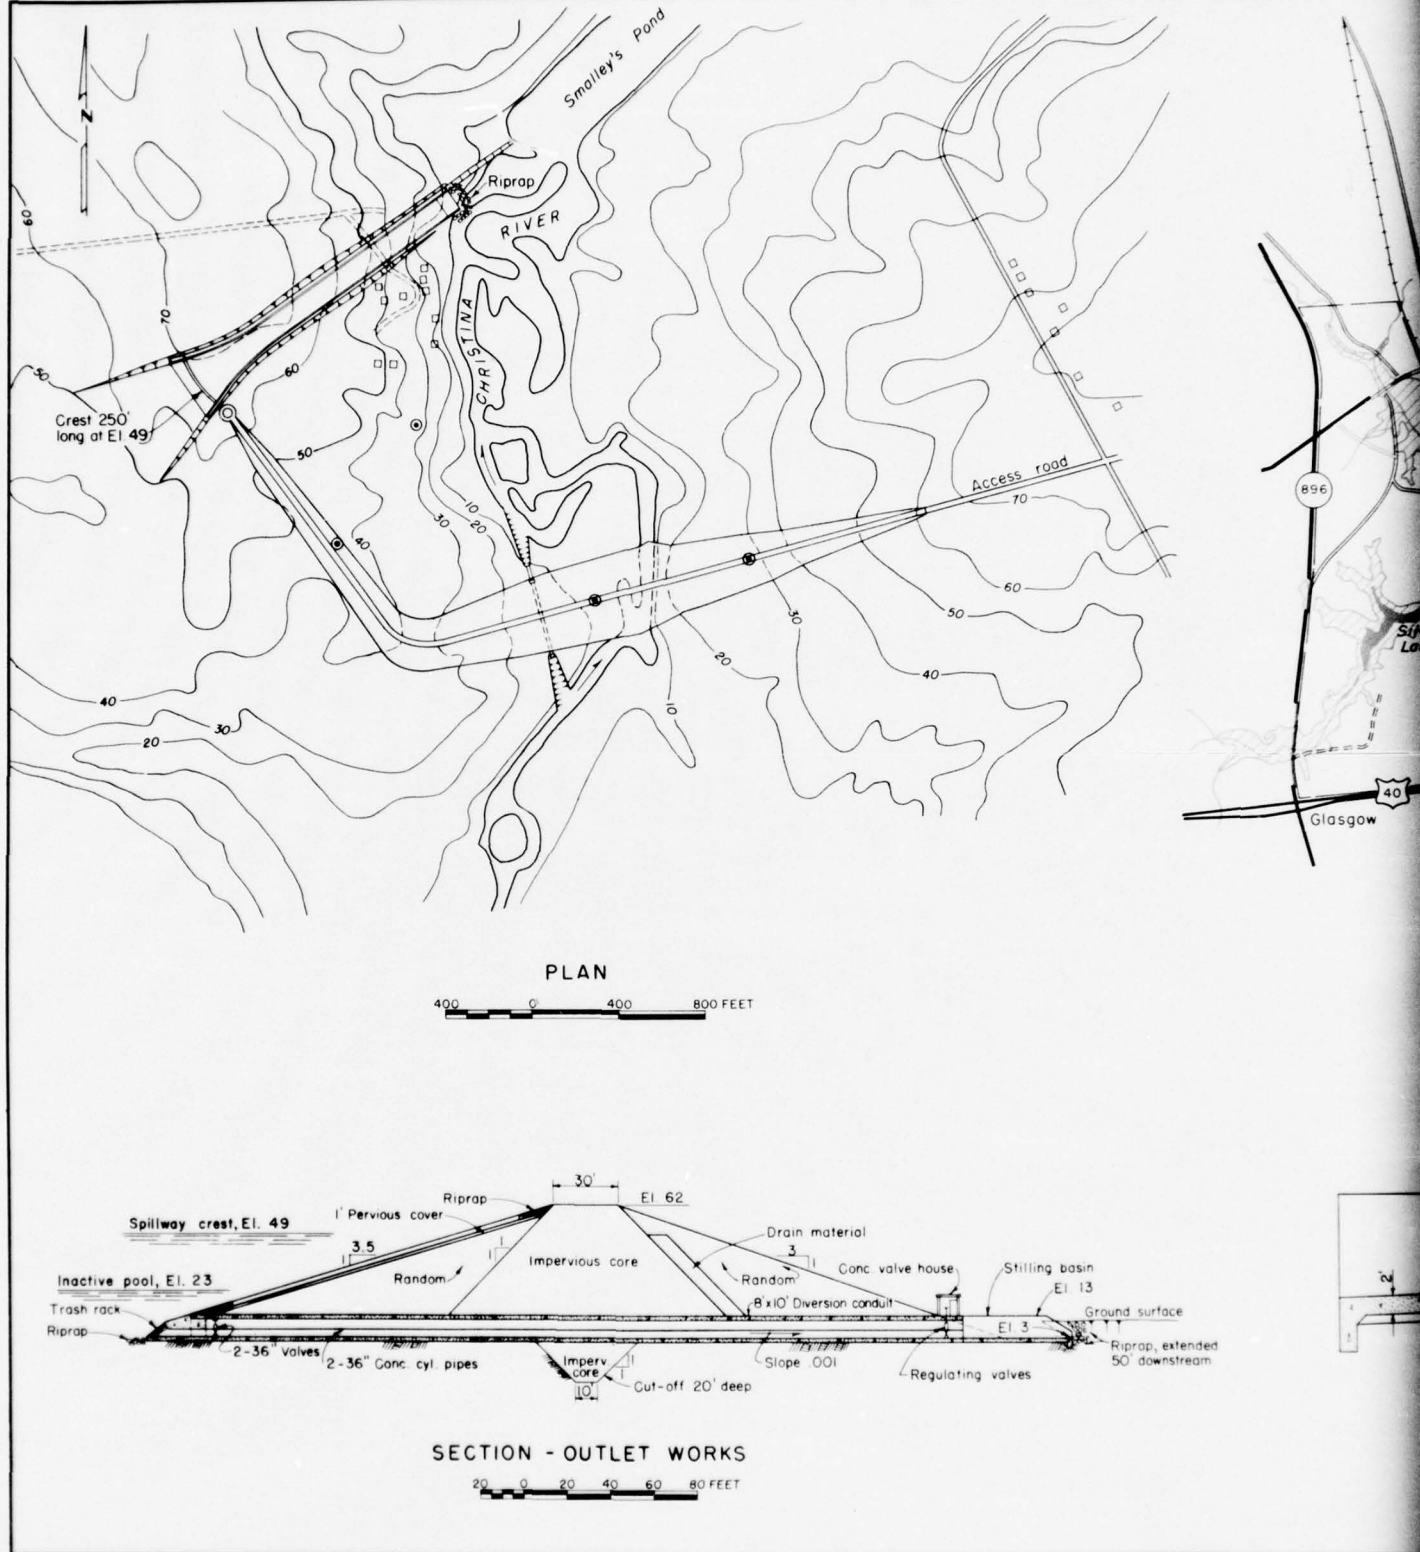 N
Smalley's Pond
Riprap
RIVER
CHRISTINA
60
70
50
60
Crest 250'
long at El. 49
50
40
30
10
20
Access road
70
60
50
40
30
20
10
40
30
20
896
40
Glasgow
PLAN
400 0 400 800 FEET
30'
El. 62
Riprap
1' Pervious cover
Spillway crest, El. 49
3.5
1
1
1
Impervious core
Drain material
3
1
Inactive pool, El. 23
Random
Random
Conc. valve house
Stilling basin
El. 13
Trash rack
8'x10' Diversion conduit
Ground surface
Riprap
El. 3
2-36" Valves
2-36" Conc. cyl. pipes
Imperv.
core
1
1
Slope .001
Riprap, extended
50' downstream
Regulating valves
10'
Cut-off 20' deep
2'
SECTION - OUTLET WORKS
20 0 20 40 60 80 FEET